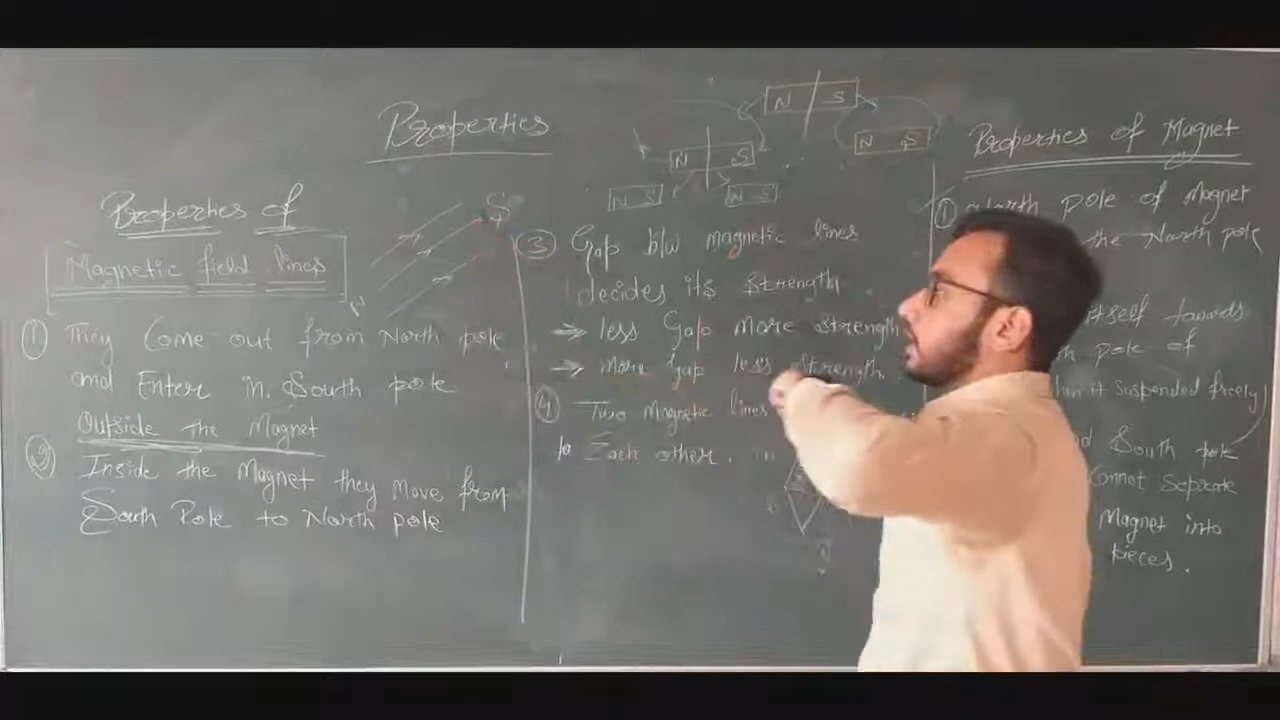 Properties
Properties of
Magnetic field lines
S
N
① They Come out from North pole
and Enter in South pole
Outside the Magnet
② Inside the Magnet they move from
South Pole to North pole
N S
N S
N S
N S
N S
③ Gap b/w magnetic lines
decides its strength
→ less Gap more strength
→ more gap less strength
④ Two Magnetic lines
to Each other.
Properties of Magnet
① North pole of Magnet
the North pole
itself towards
pole of
it suspended freely
South pole
Cannot Seprate
Magnet into
pieces.